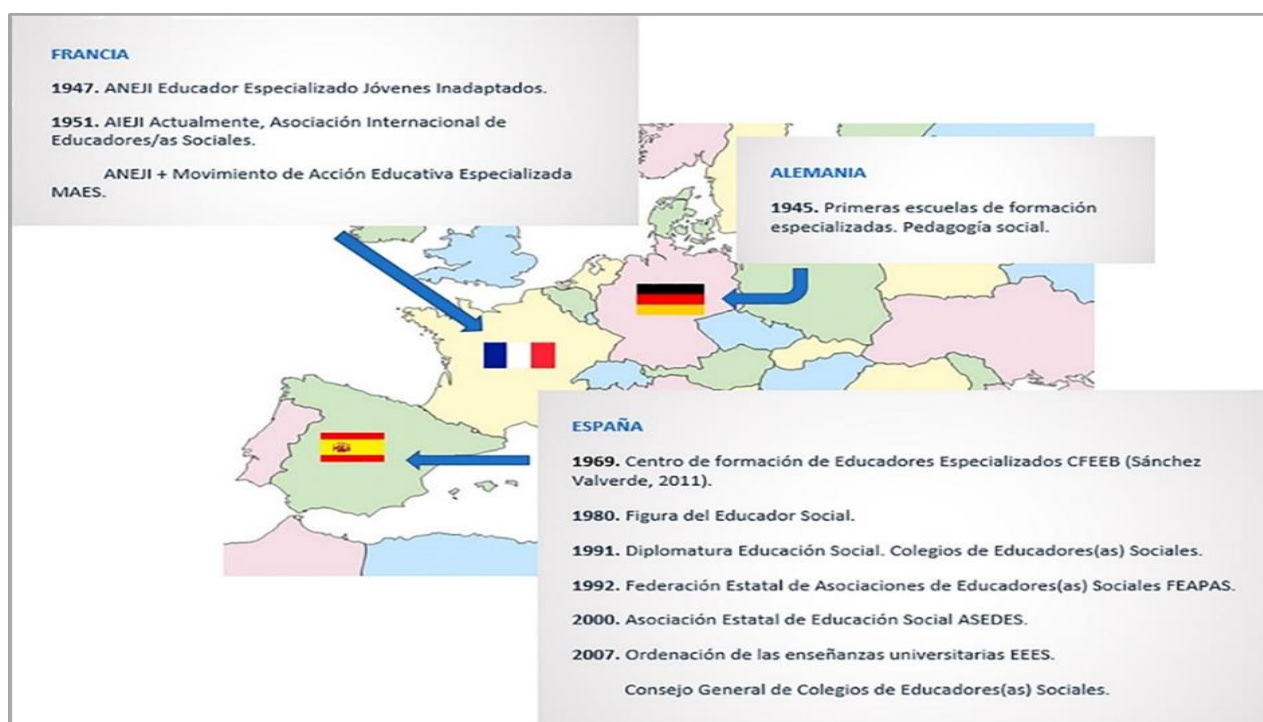 FRANCIA
1947. ANEJI Educador Especializado Jóvenes Inadaptados.
1951. AIEJI Actualmente, Asociación Internacional de
Educadores/as Sociales.
ANEJI + Movimiento de Acción Educativa Especializada
MAES.
ALEMANIA
1945. Primeras escuelas de formación
especializadas. Pedagogía social.
ESPAÑA
1969. Centro de formación de Educadores Especializados CFEEB (Sánchez
Valverde, 2011).
1980. Figura del Educador Social.
1991. Diplomatura Educación Social. Colegios de Educadores(as) Sociales.
1992. Federación Estatal de Asociaciones de Educadores(as) Sociales FEAPAS.
2000. Asociación Estatal de Educación Social ASEDES.
2007. Ordenación de las enseñanzas universitarias EEES.
Consejo General de Colegios de Educadores(as) Sociales.